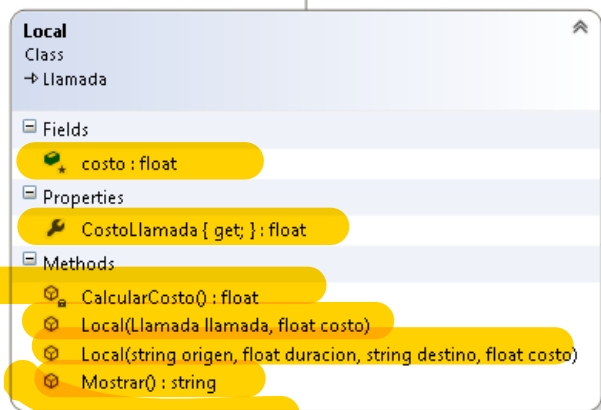 Local
Class
Llamada
Fields
costo : float
Properties
CostoLlamada { get; } : float
Methods
CalcularCosto() : float
Local(Llamada llamada, float costo)
Local(string origen, float duracion, string destino, float costo)
Mostrar() : string